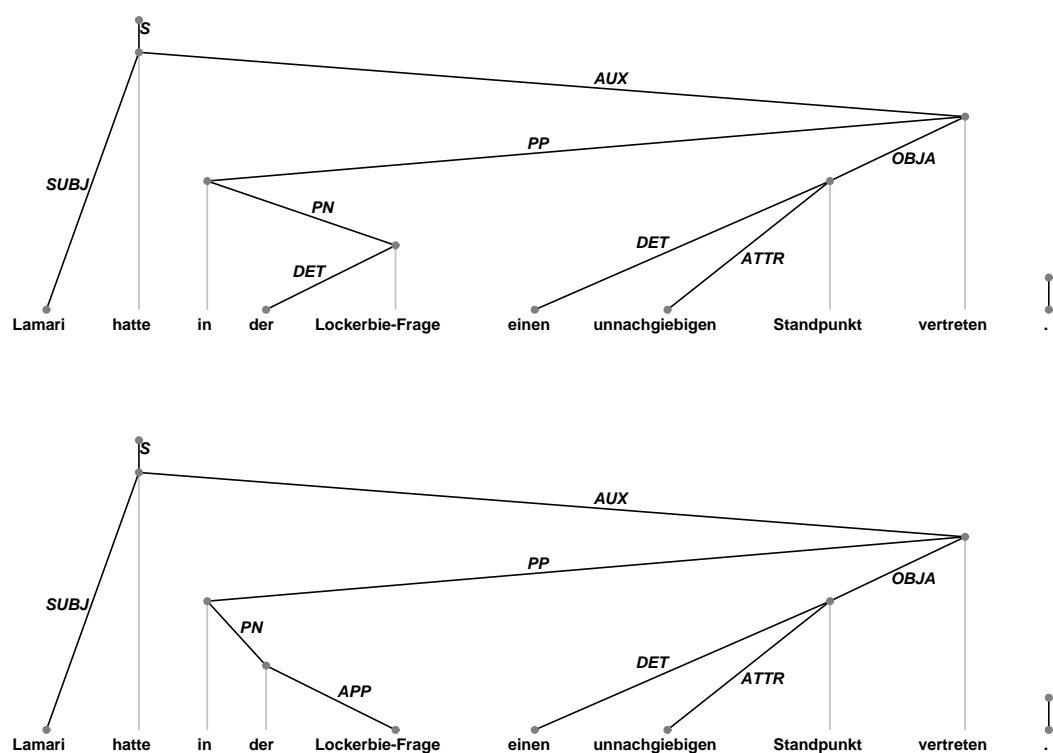 S
AUX
PP
OBJA
SUBJ
PN
DET
ATTR
DET
Lamari hatte in der Lockerbie-Frage einen unnachgiebigen Standpunkt vertreten .
S
AUX
PP
OBJA
SUBJ
PN
DET
ATTR
APP
Lamari hatte in der Lockerbie-Frage einen unnachgiebigen Standpunkt vertreten .